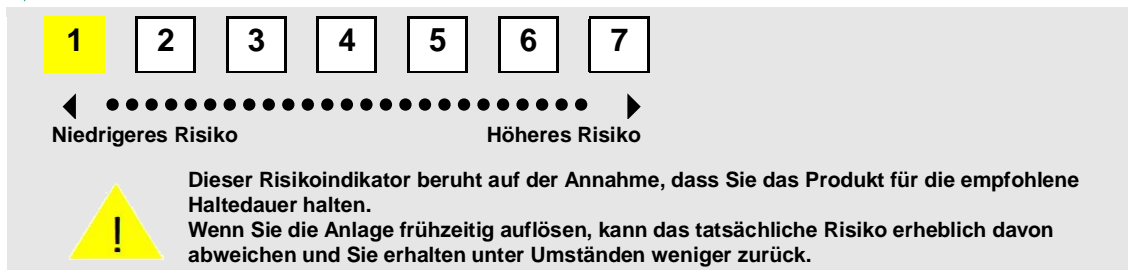 1 2 3 4 5 6 7
Niedrigeres Risiko Höheres Risiko
Dieser Risikoindikator beruht auf der Annahme, dass Sie das Produkt für die empfohlene
Haltedauer halten.
Wenn Sie die Anlage frühzeitig auflösen, kann das tatsächliche Risiko erheblich davon
abweichen und Sie erhalten unter Umständen weniger zurück.
!